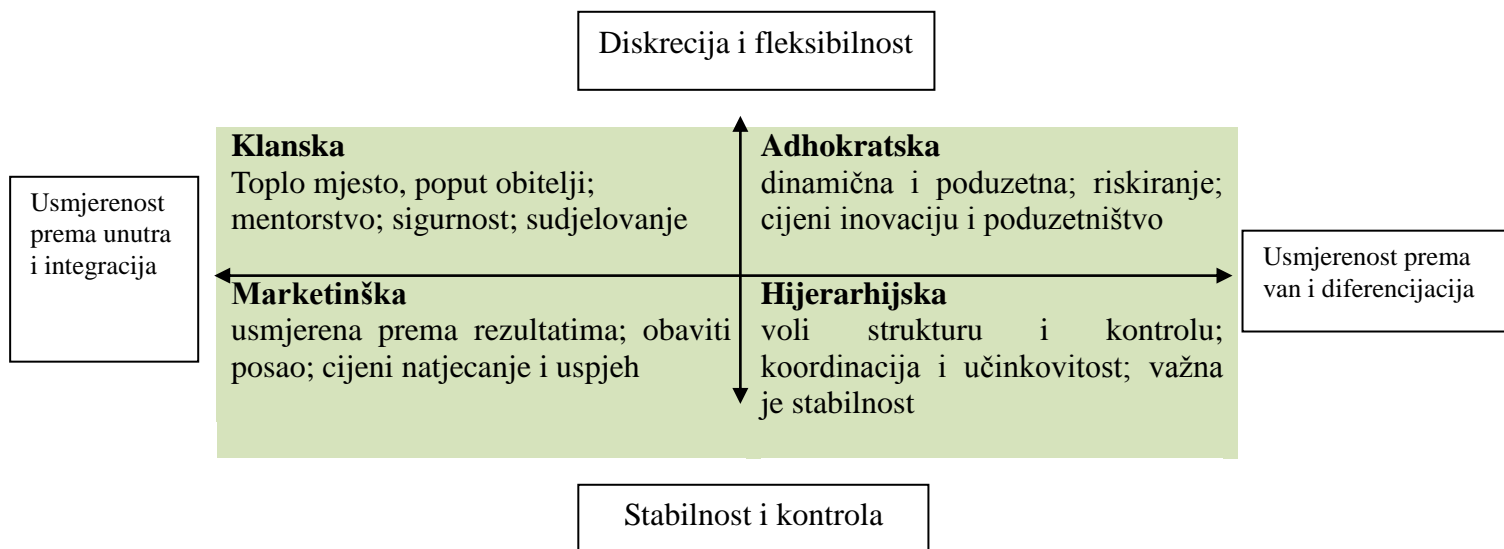 Diskrecija i fleksibilnost
Klanska
Toplo mjesto, poput obitelji;
mentorstvo; sigurnost; sudjelovanje
Adhokratska
dinamična i poduzetna; riskiranje;
cijeni inovaciju i poduzetništvo
Usmjerenost
prema unutra
i integracija
Usmjerenost prema
van i diferencijacija
Marketinška
usmjerena prema rezultatima; obaviti
posao; cijeni natjecanje i uspjeh
Hijerarhijska
voli strukturu i kontrolu;
koordinacija i učinkovitost; važna
je stabilnost
Stabilnost i kontrola